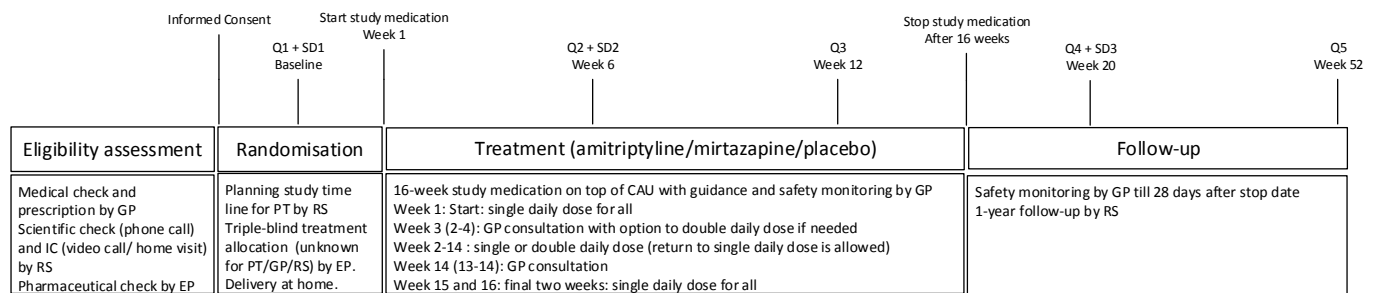 Informed Consent
Start study medication
Week 1
Stop study medication
After 16 weeks
Q1 + SD1
Baseline
Q2 + SD2
Week 6
Q3
Week 12
Q4 + SD3
Week 20
Q5
Week 52
Eligibility assessment
Randomisation
Treatment (amitriptyline/mirtazapine/placebo)
Follow-up
Medical check and
prescription by GP
Scientific check (phone call)
and IC (video call/ home visit)
by RS
Pharmaceutical check by EP
Planning study time
line for PT by RS
Triple-blind treatment
allocation (unknown
for PT/GP/RS) by EP.
Delivery at home.
16-week study medication on top of CAU with guidance and safety monitoring by GP
Week 1: Start: single daily dose for all
Week 3 (2-4): GP consultation with option to double daily dose if needed
Week 2-14 : single or double daily dose (return to single daily dose is allowed)
Week 14 (13-14): GP consultation
Week 15 and 16: final two weeks: single daily dose for all
Safety monitoring by GP till 28 days after stop date
1-year follow-up by RS